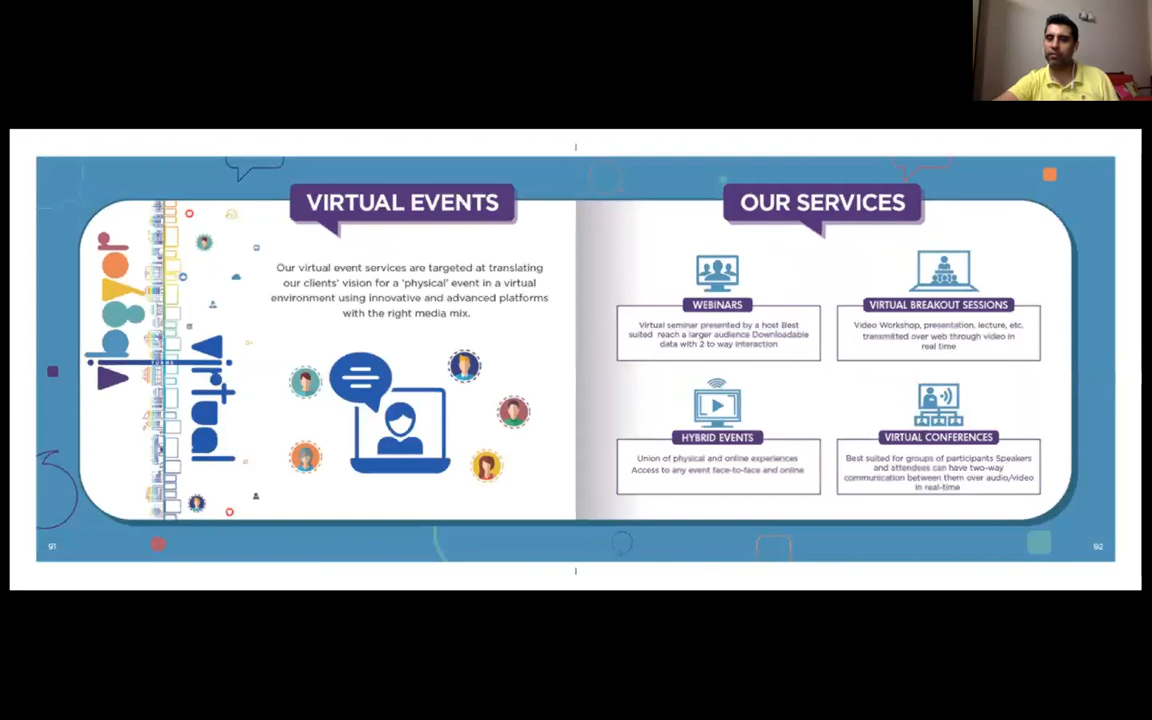 vibgyor
virtual
VIRTUAL EVENTS
Our virtual event services are targeted at translating
our clients' vision for a 'physical' event in a virtual
environment using innovative and advanced platforms
with the right media mix.
91
OUR SERVICES
WEBINARS
Virtual seminar presented by a host Best
suited reach a larger audience Downloadable
data with 2 to way interaction
VIRTUAL BREAKOUT SESSIONS
Video Workshop, presentation, lecture, etc.
transmitted over web through video in
real time
HYBRID EVENTS
Union of physical and online experiences
Access to any event face-to-face and online
VIRTUAL CONFERENCES
Best suited for groups of participants Speakers
and attendees can have two-way
communication between them over audio/video
in real-time
92